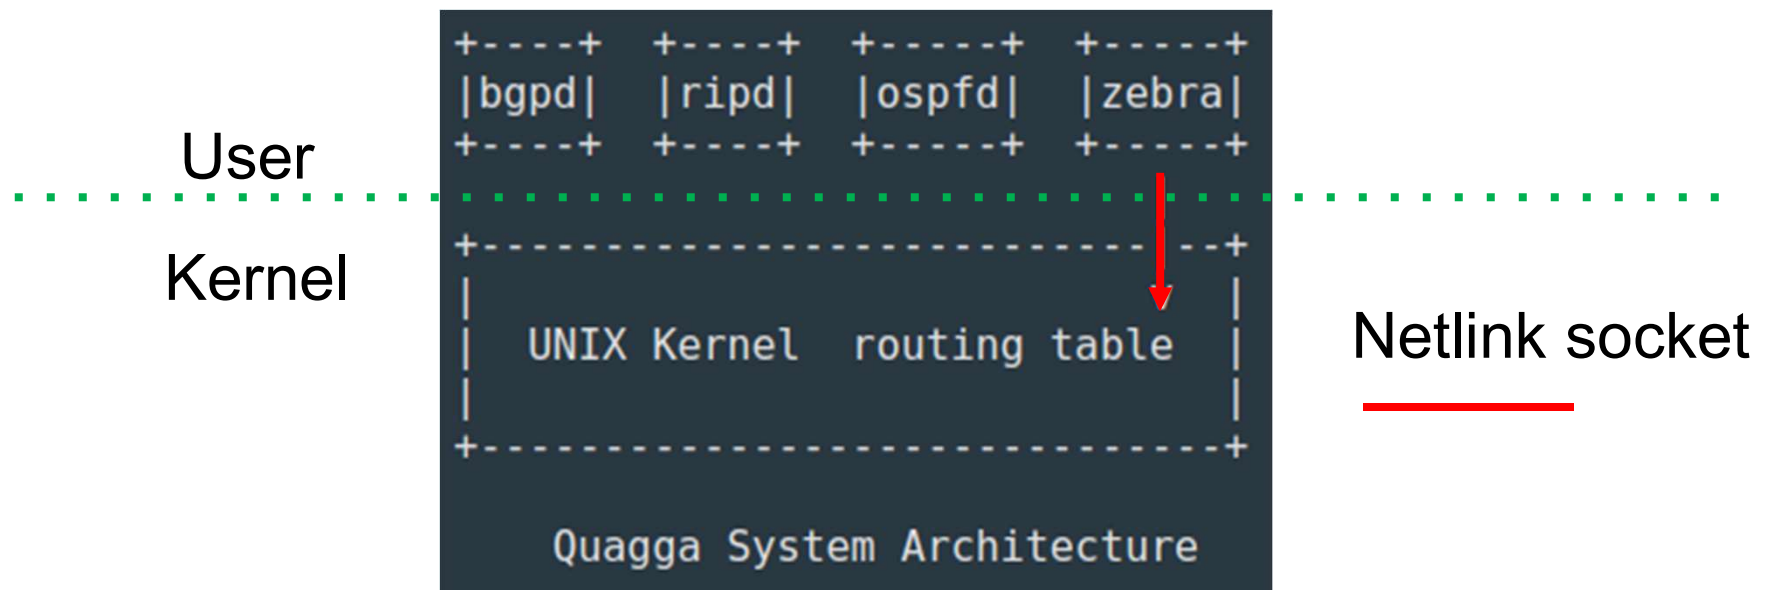 +----+  +----+  +-----+  +-----+
|bgpd|  |ripd|  |ospfd|  |zebra|
+----+  +----+  +-----+  +-----+
User
Kernel
+---------------------------- --+
|                               |
|  UNIX Kernel  routing table  |
|                               |
+------------------------------+
Netlink socket
Quagga System Architecture